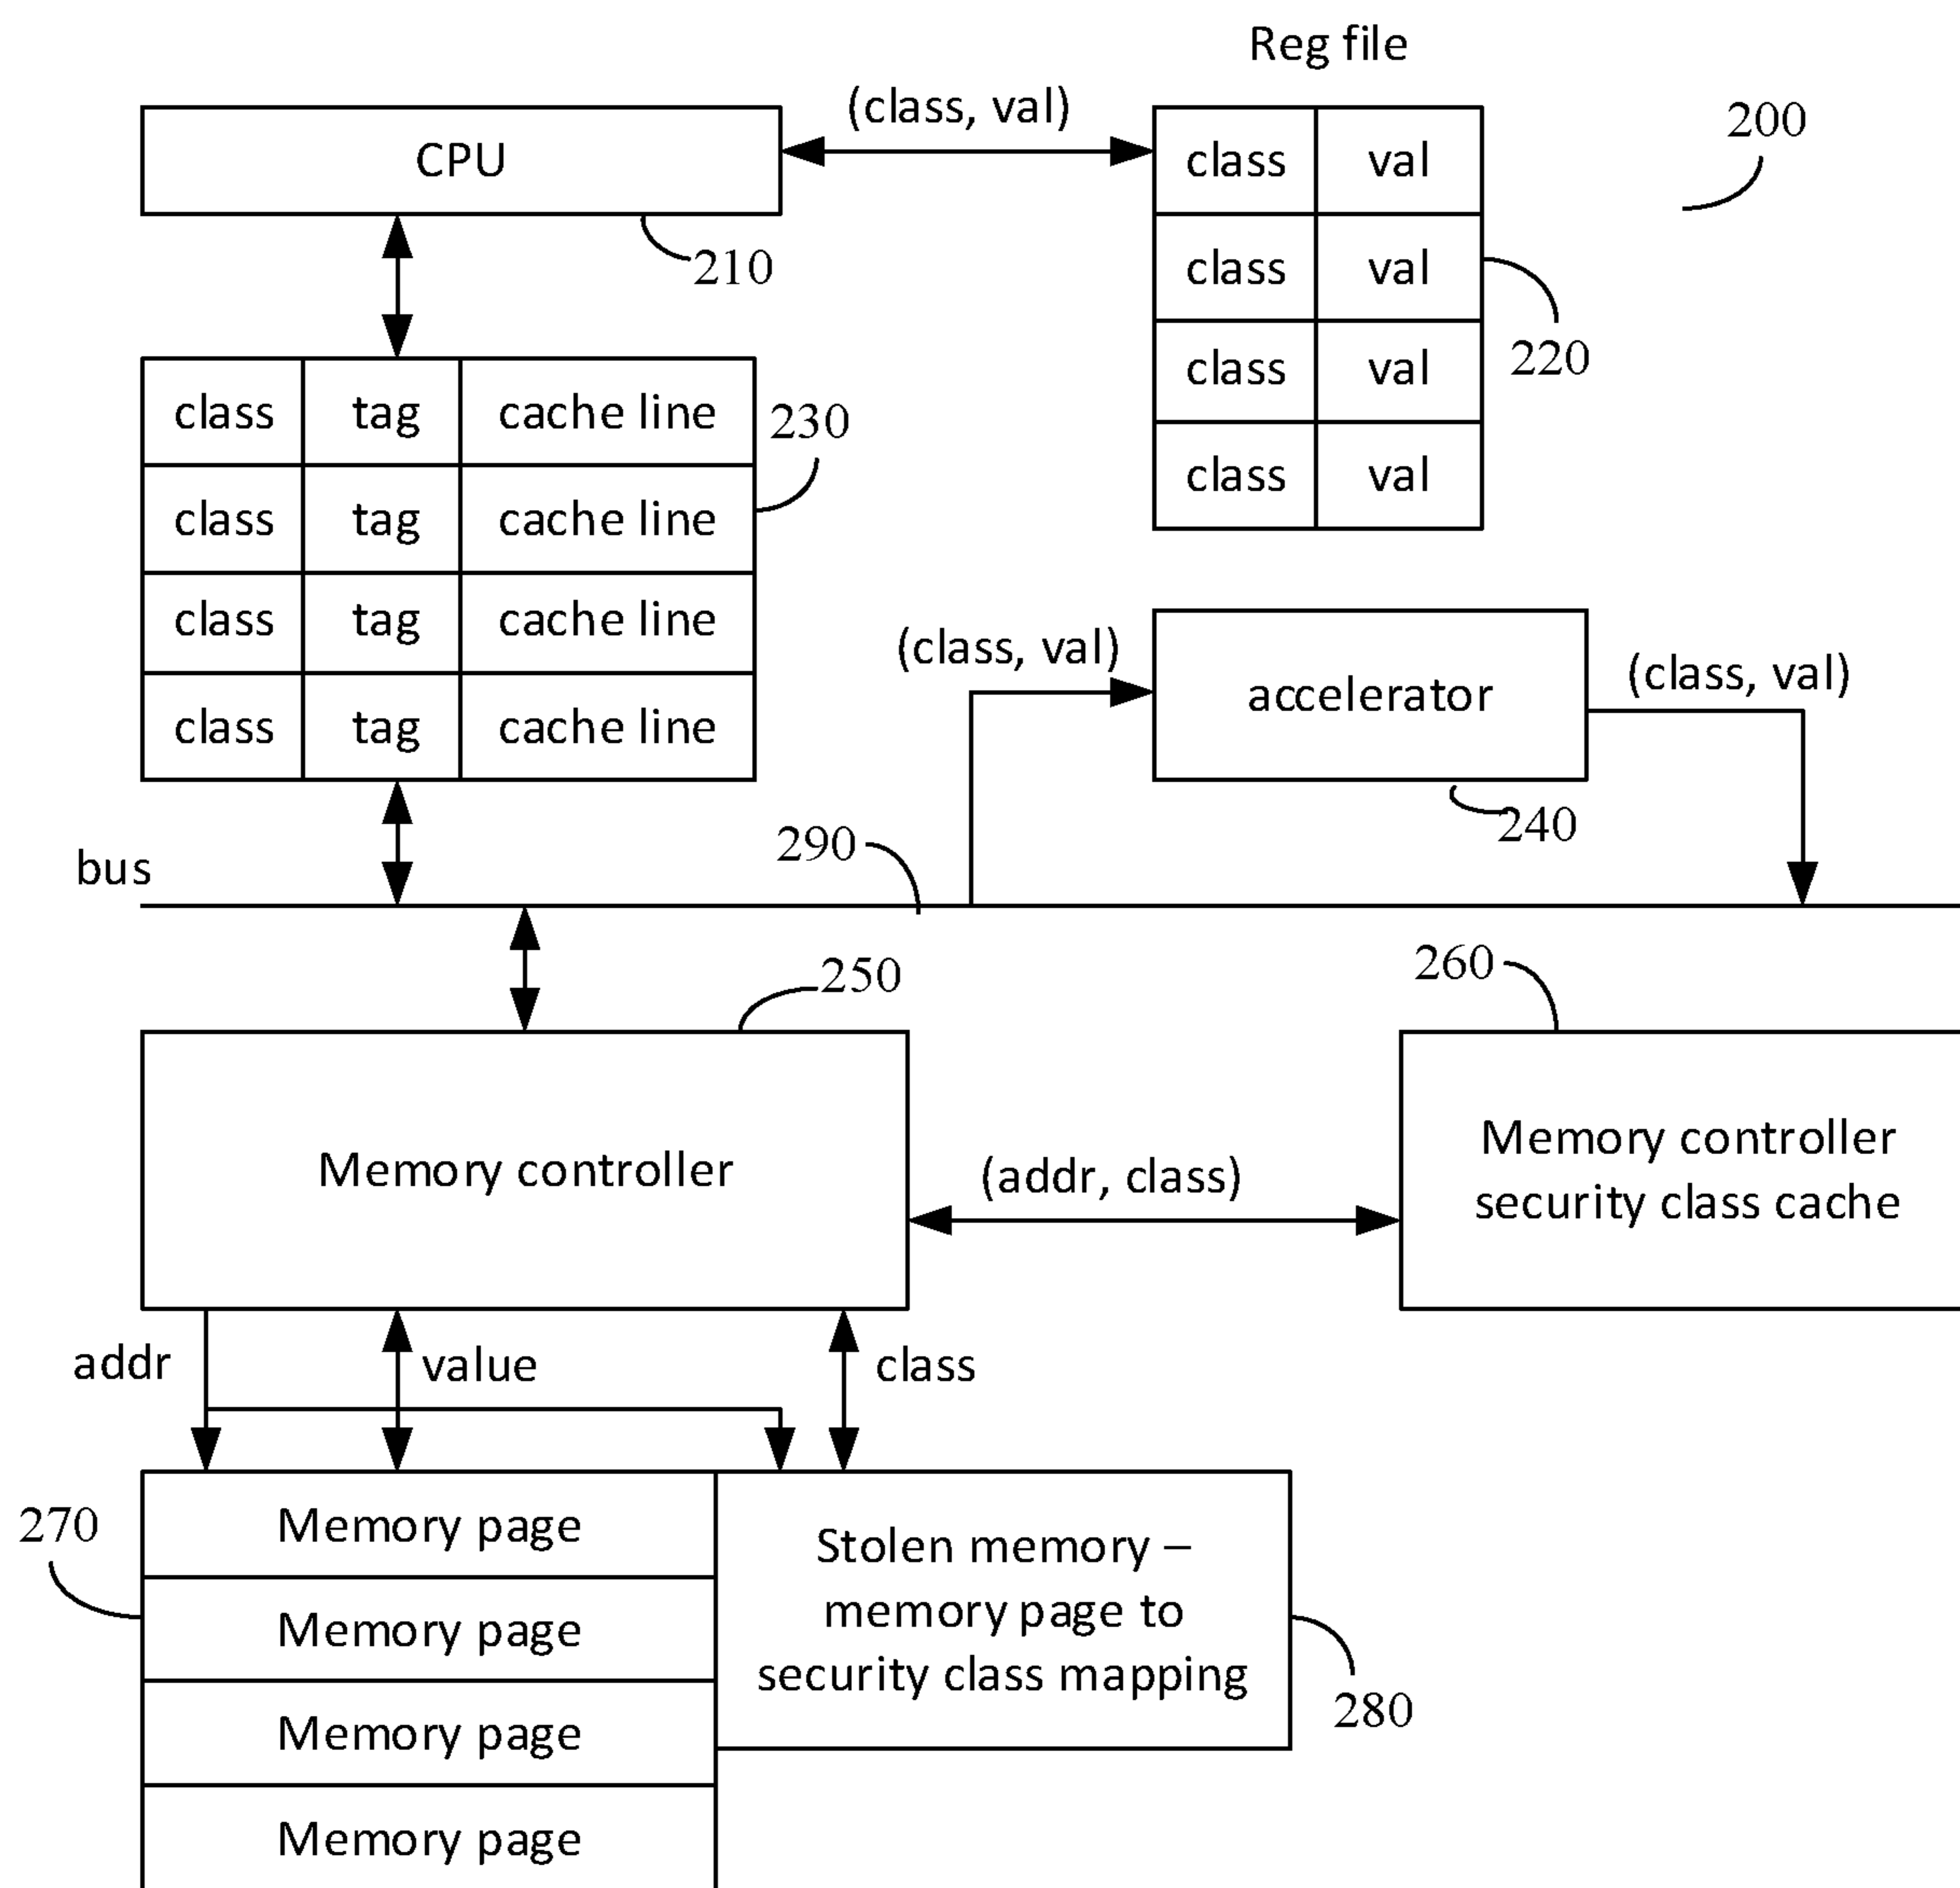 Reg file
(class, val)
200
CPU
class val
210
class val
220
class val
class val
class tag cache line
230
class tag cache line
class tag cache line
class tag cache line
(class, val)
accelerator
(class, val)
240
290
bus
250
260
Memory controller
(addr, class)
Memory controller
security class cache
addr
value
class
270
Memory page
Memory page
Memory page
Memory page
Stolen memory –
memory page to
security class mapping
280